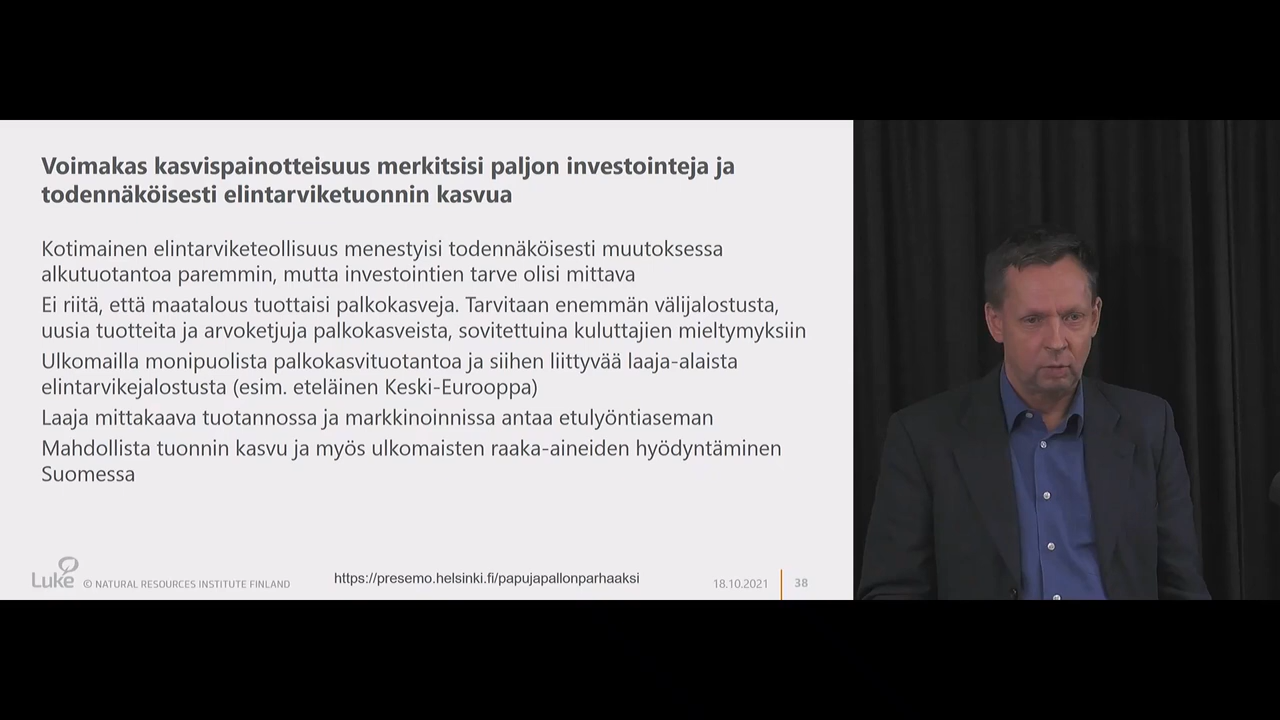 Voimakas kasvispainotteisuus merkitsisi paljon investointeja ja
todennäköisesti elintarviketuonnin kasvua
Kotimainen elintarviketeollisuus menestyisi todennäköisesti muutoksessa
alkutuotantoa paremmin, mutta investointien tarve olisi mittava
Ei riitä, että maatalous tuottaisi palkokasveja. Tarvitaan enemmän välijalostusta,
uusia tuotteita ja arvoketjuja palkokasveista, sovitettuina kuluttajien mieltymyksiin
Ulkomailla monipuolista palkokasvituotantoa ja siihen liittyvää laaja-alaista
elintarvikejalostusta (esim. eteläinen Keski-Eurooppa)
Laaja mittakaava tuotannossa ja markkinoinnissa antaa etulyöntiaseman
Mahdollista tuonnin kasvu ja myös ulkomaisten raaka-aineiden hyödyntäminen
Suomessa
Luke © NATURAL RESOURCES INSTITUTE FINLAND
https://presemo.helsinki.fi/papujapallonparhaaksi
18.10.2021 38